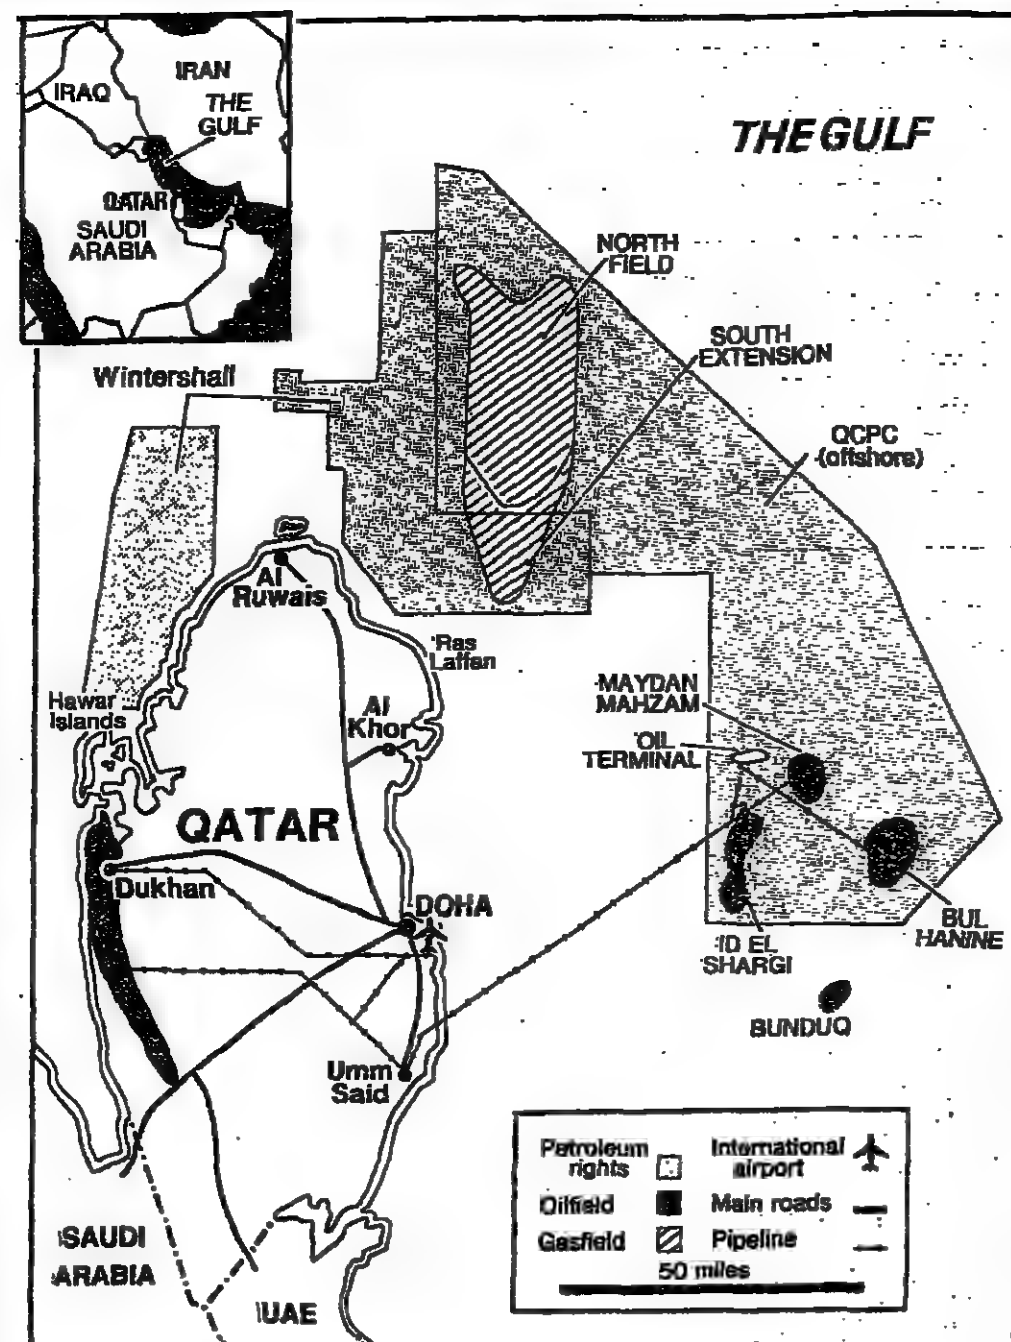 IRAN
IRAQ
THE
GULF
QATAR
SAUDI
ARABIA
THE GULF
NORTH
FIELD
SOUTH
EXTENSION
Wintershall
QCPC
(offshore)
Al
Ruwais
Ras
Laffan
Hawar
Islands
Al
Khor
MAYDAN
MAHZAM
OIL
TERMINAL
QATAR
Dukhan
DOHA
BUL
HANINE
ID EL
SHARGI
BUNDUQ
Umm
Said
SAUDI
ARABIA
UAE
Petroleum
rights
International
airport
Oilfield
Main roads
Gasfield
Pipeline
50 miles